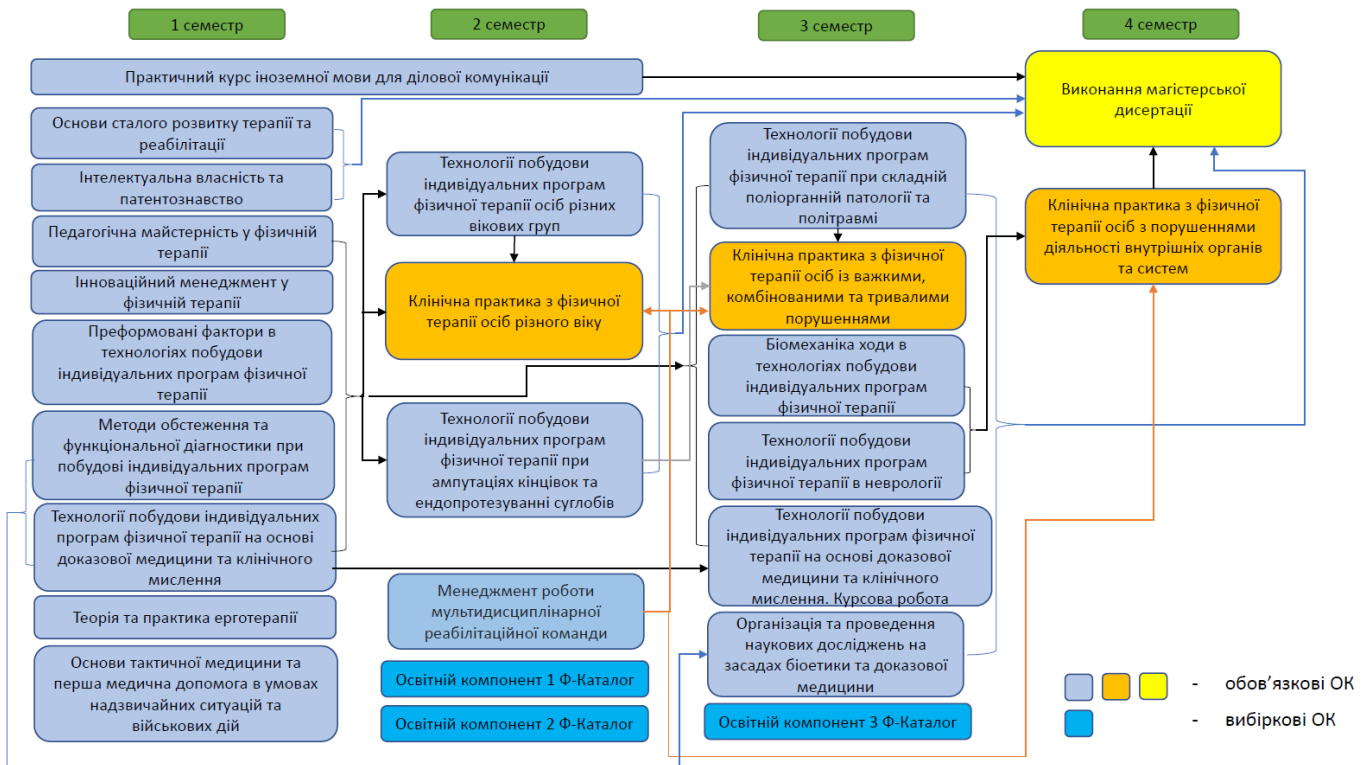 1 семестр
2 семестр
3 семестр
4 семестр
Практичний курс іноземної мови для ділової комунікації
Основи сталого розвитку терапії та
реабілітації
Інтелектуальна власність та
патентознавство
Педагогічна майстерність у фізичній
терапії
Інноваційний менеджмент у
фізичній терапії
Преформовані фактори в
технологіях побудови
індивідуальних програм фізичної
терапії
Методи обстеження та
функціональної діагностики при
побудові індивідуальних програм
фізичної терапії
Технології побудови індивідуальних
програм фізичної терапії на основі
доказової медицини та клінічного
мислення
Теорія та практика ерготерапії
Основи тактичної медицини та
перша медична допомога в умовах
надзвичайних ситуацій та
військових дій
Технології побудови
індивідуальних програм
фізичної терапії осіб різних
вікових груп
Клінічна практика з фізичної
терапії осіб різного віку
Технології побудови
індивідуальних програм
фізичної терапії при
ампутаціях кінцівок та
ендопротезуванні суглобів
Менеджмент роботи
мультидисплінарної
реабілітаційної команди
Освітній компонент 1 Ф-Каталог
Освітній компонент 2 Ф-Каталог
Технології побудови
індивідуальних програм
фізичної терапії при складній
поліорганній патології та
політравмі
Клінічна практика з фізичної
терапії осіб із важкими,
комбінованими та тривалими
порушеннями
Біомеханіка ходи в
технологіях побудови
індивідуальних програм
фізичної терапії
Технології побудови
індивідуальних програм
фізичної терапії в неврології
Технології побудови
індивідуальних програм фізичної
терапії на основі доказової
медицини та клінічного
мислення. Курсова робота
Організація та проведення
наукових досліджень на
засадах біоетики та доказової
медицини
Освітній компонент 3 Ф-Каталог
Виконання магістерської
дисертації
Клінічна практика з фізичної
терапії осіб з порушеннями
діяльності внутрішніх органів
та систем
- обов’язкові ОК
- вибіркові ОК